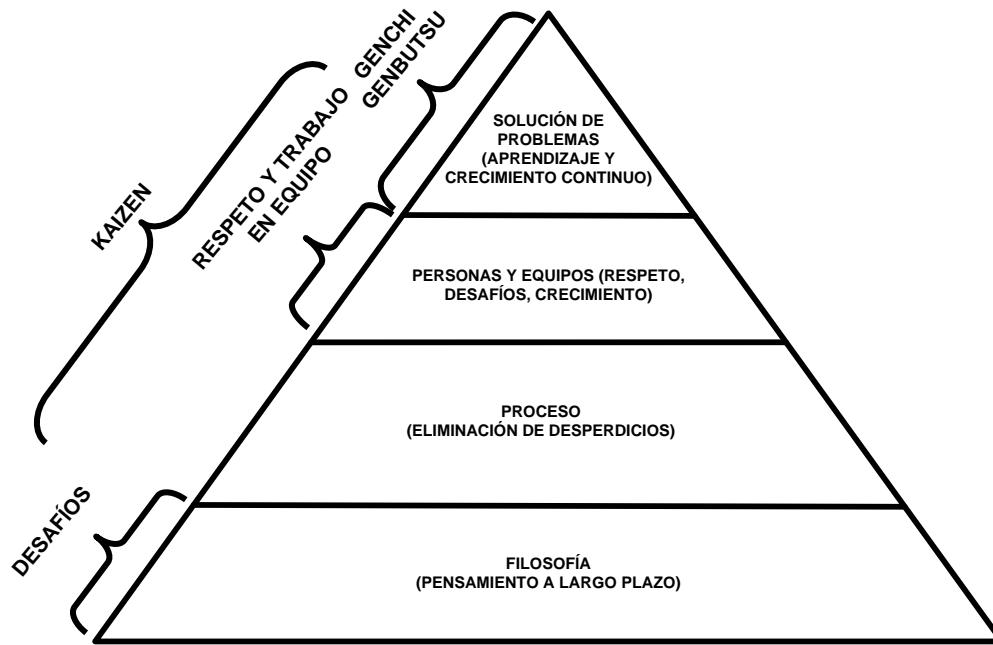 GENCHI
GENBUTSU
RESPETO Y TRABAJO
EN EQUIPO
KAIZEN
DESAFÍOS
SOLUCIÓN DE
PROBLEMAS
(APRENDIZAJE Y
CRECIMIENTO CONTINUO)
PERSONAS Y EQUIPOS (RESPETO,
DESAFÍOS, CRECIMIENTO)
PROCESO
(ELIMINACIÓN DE DESPERDICIOS)
FILOSOFÍA
(PENSAMIENTO A LARGO PLAZO)